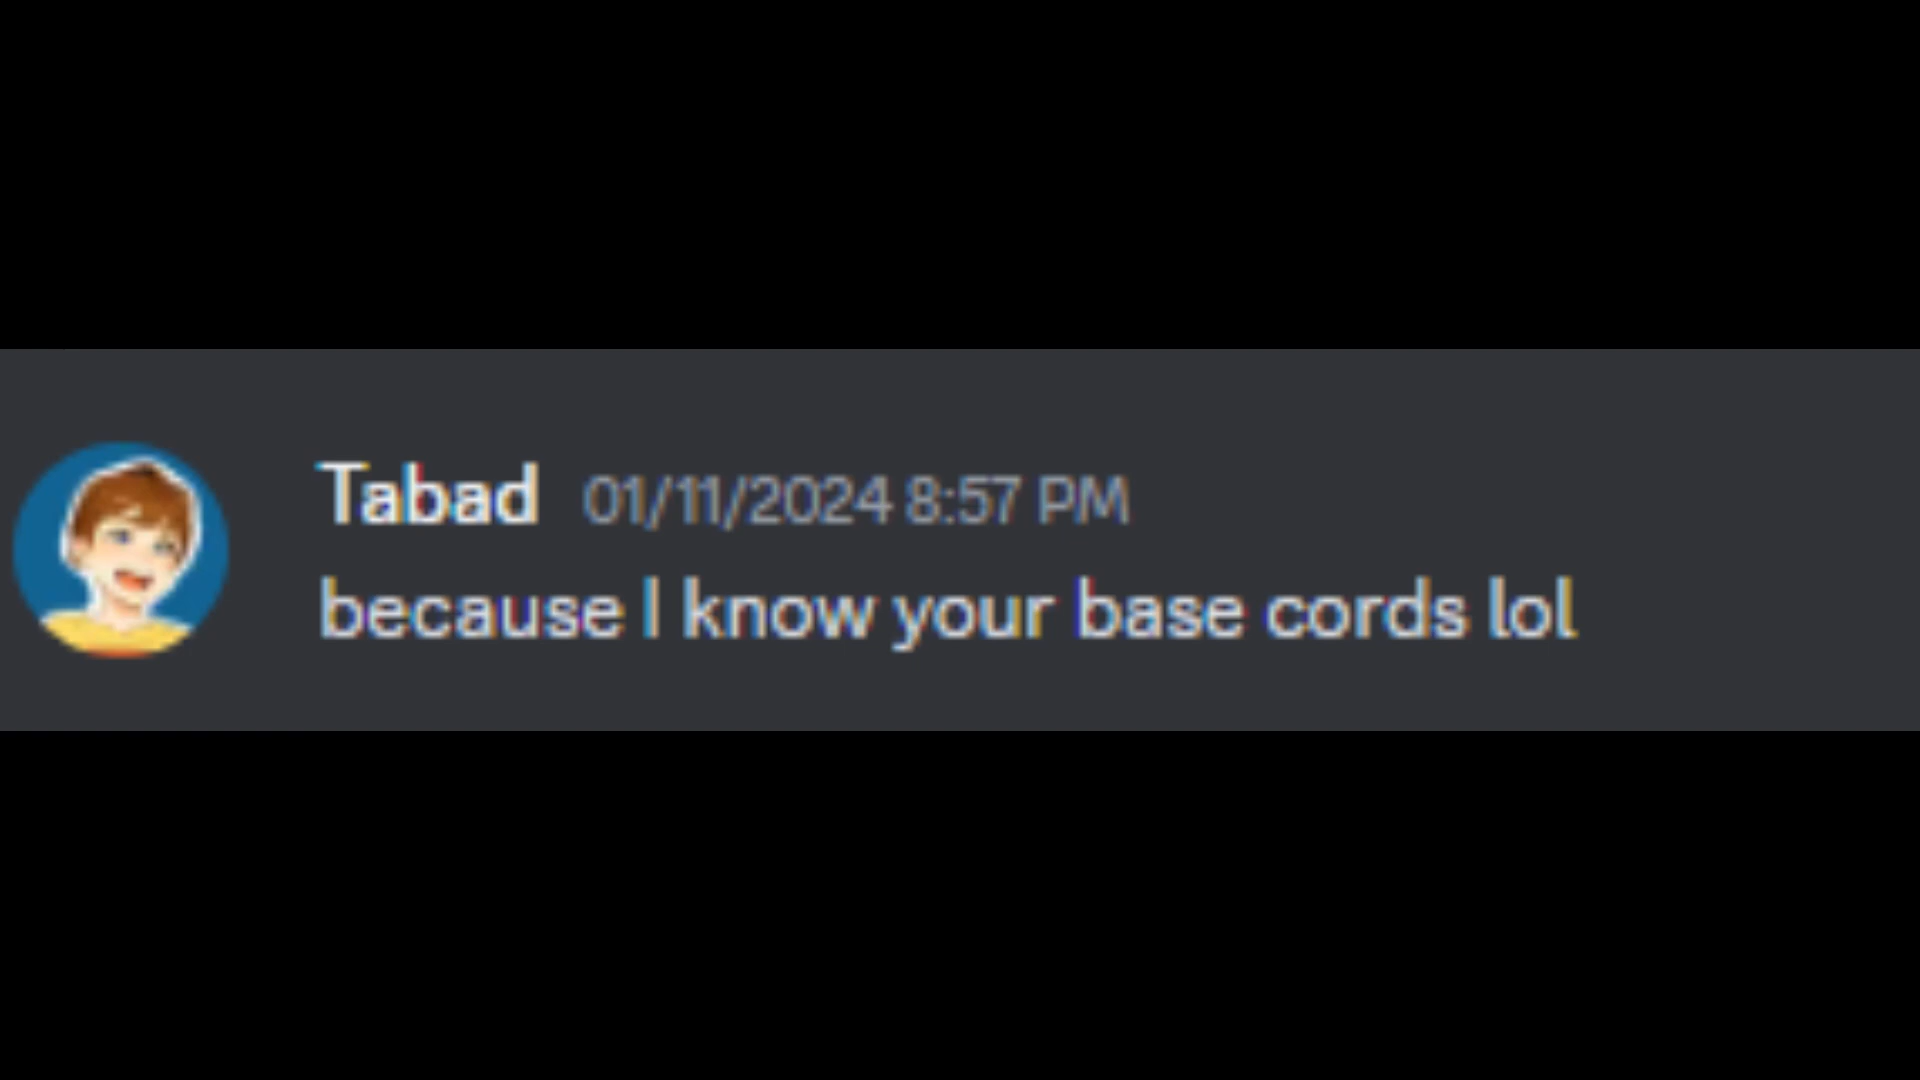 Tabad 01/11/2024 8:57 PM
because I know your base cords lol